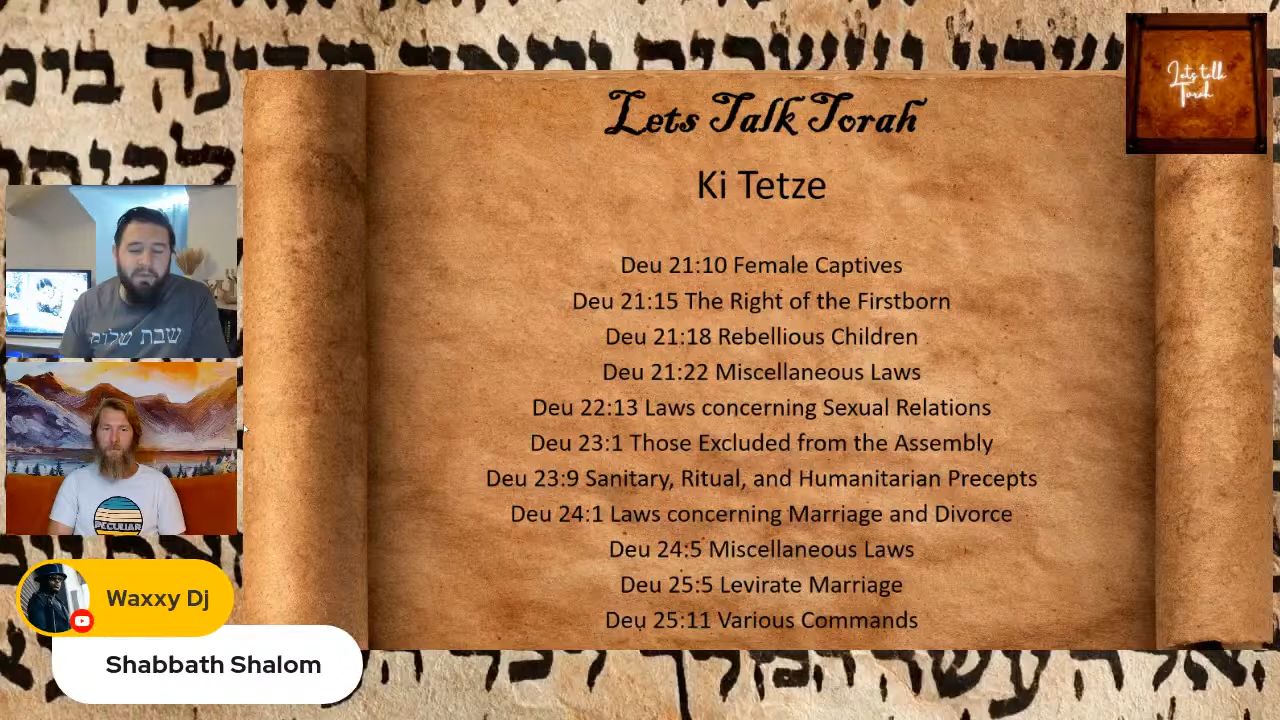 Lets Talk Torah
Lets talk
Torah
Ki Tetze
Deu 21:10 Female Captives
Deu 21:15 The Right of the Firstborn
Deu 21:18 Rebellious Children
Deu 21:22 Miscellaneous Laws
Deu 22:13 Laws concerning Sexual Relations
Deu 23:1 Those Excluded from the Assembly
Deu 23:9 Sanitary, Ritual, and Humanitarian Precepts
Deu 24:1 Laws concerning Marriage and Divorce
Deu 24:5 Miscellaneous Laws
Deu 25:5 Levirate Marriage
Deu 25:11 Various Commands
שבת שלום
PECULIAR
Waxxy Dj
Shabbath Shalom